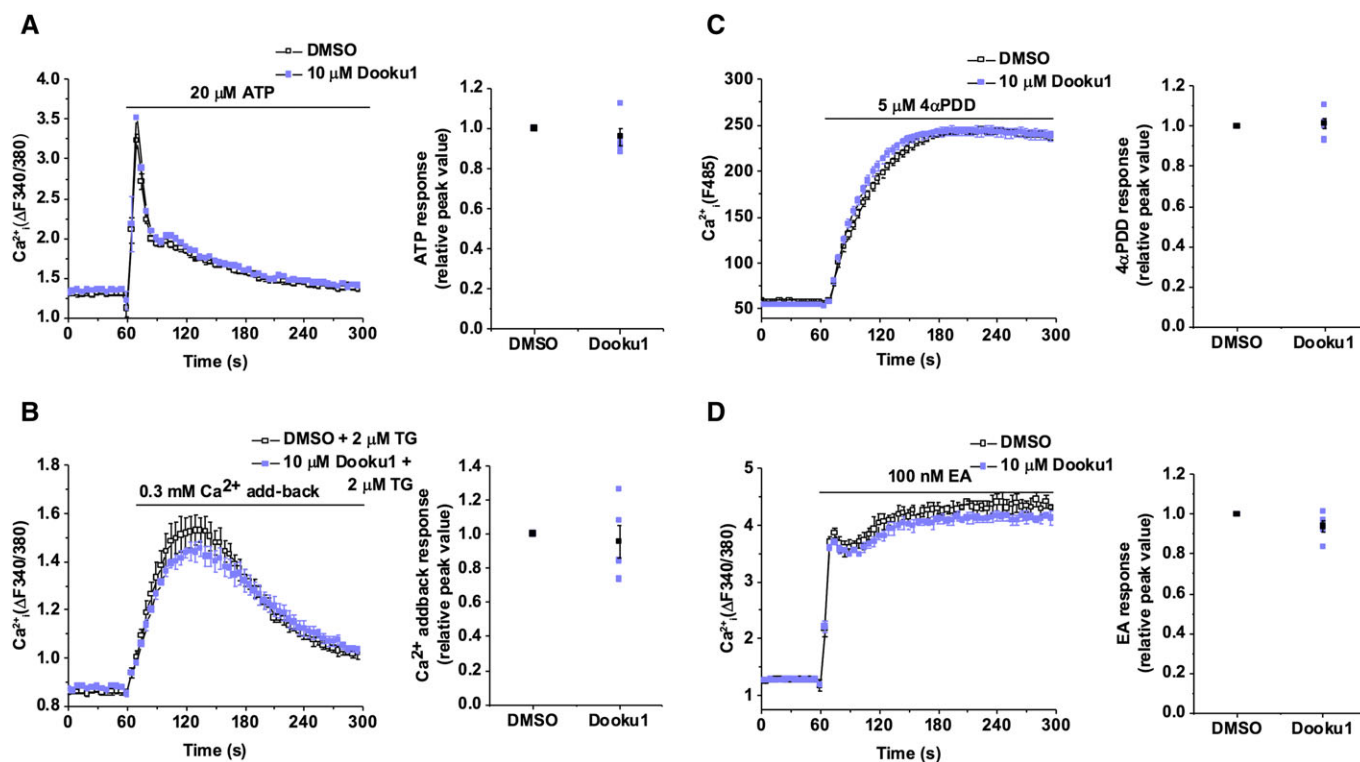 A
DMSO
10 μM Dooku1
20 μM ATP
Ca²⁺ᵢ(ΔF340/380)
4.0
3.5
3.0
2.5
2.0
1.5
1.0
0 60 120 180 240 300
Time (s)
ATP response
(relative peak value)
1.2
1.0
0.8
0.6
0.4
0.2
0.0
DMSO Dooku1
B
DMSO + 2 μM TG
10 μM Dooku1 +
2 μM TG
0.3 mM Ca²⁺ add-back
Ca²⁺ᵢ(ΔF340/380)
1.8
1.6
1.4
1.2
1.0
0.8
0 60 120 180 240 300
Time (s)
Ca²⁺ addback response
(relative peak value)
1.4
1.2
1.0
0.8
0.6
0.4
0.2
0.0
DMSO Dooku1
C
DMSO
10 μM Dooku1
5 μM 4αPDD
Ca²⁺ᵢ(F485)
300
250
200
150
100
50
0 60 120 180 240 300
Time (s)
4αPDD response
(relative peak value)
1.2
1.0
0.8
0.6
0.4
0.2
0.0
DMSO Dooku1
D
DMSO
10 μM Dooku1
100 nM EA
Ca²⁺ᵢ(ΔF340/380)
5
4
3
2
1
0 60 120 180 240 300
Time (s)
EA response
(relative peak value)
1.2
1.0
0.8
0.6
0.4
0.2
0.0
DMSO Dooku1